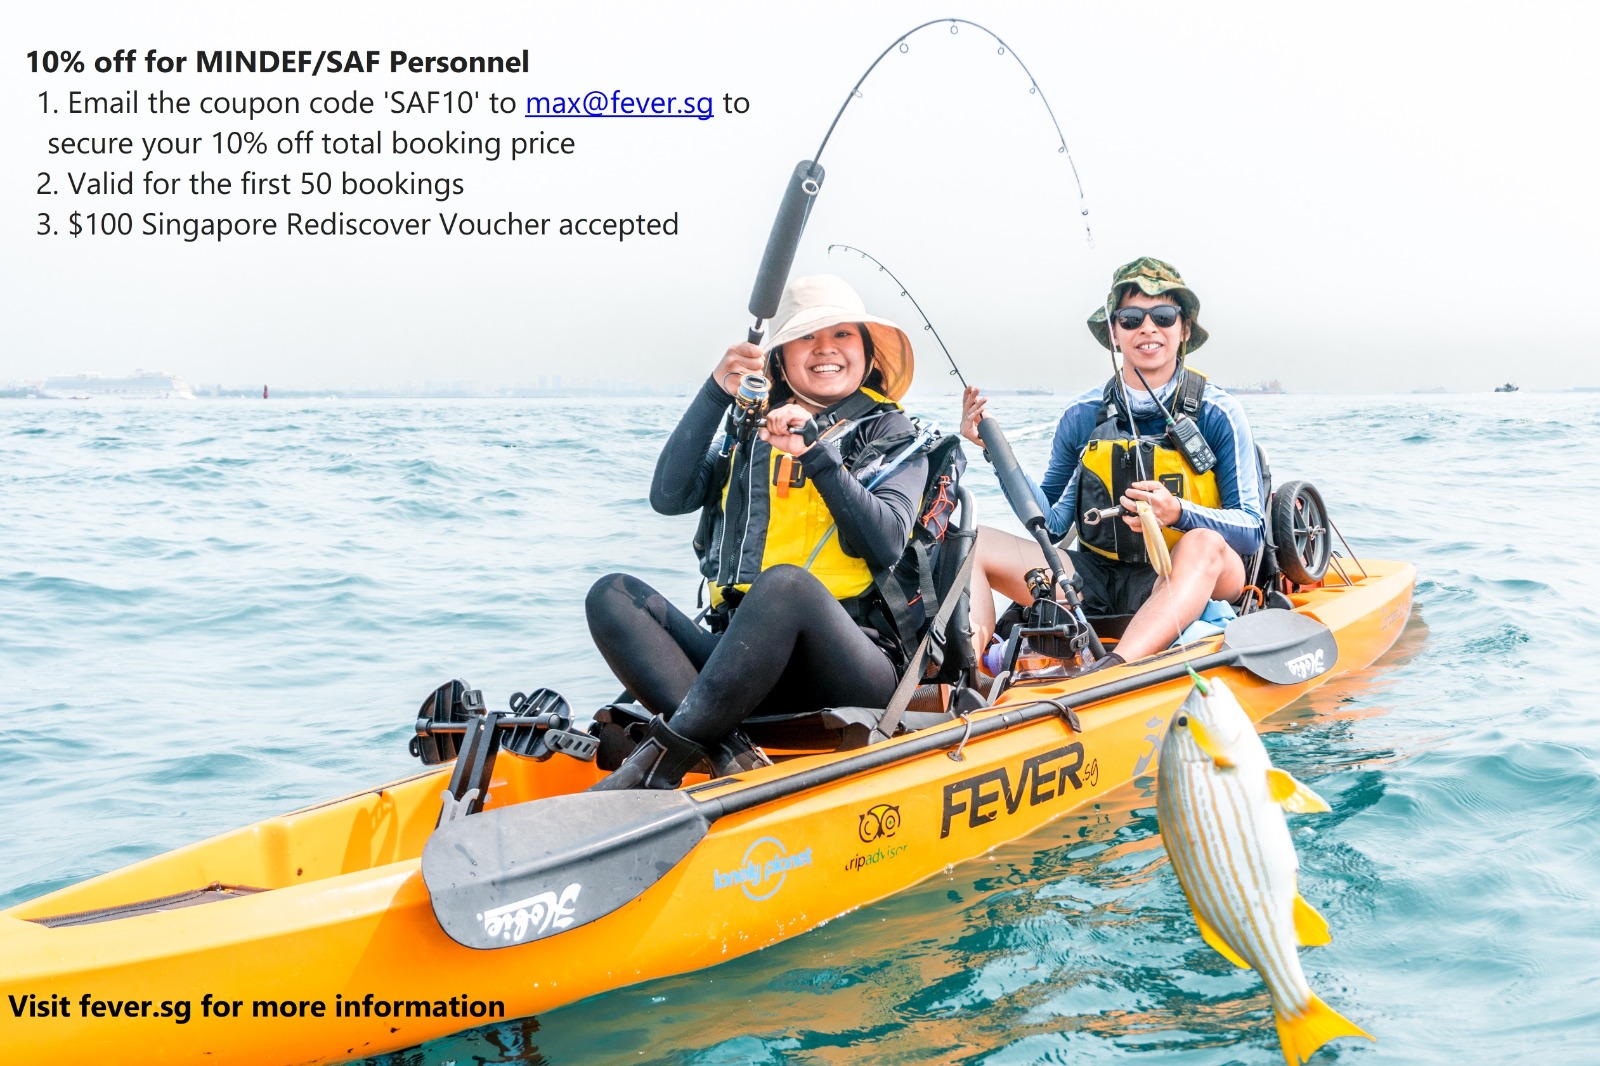 10% off for MINDEF/SAF Personnel
1. Email the coupon code 'SAF10' to max@fever.sg to
secure your 10% off total booking price
2. Valid for the first 50 bookings
3. $100 Singapore Rediscover Voucher accepted
FEVER.sg
tripadvisor
lonely planet
Hobie
Hobie.
Visit fever.sg for more information